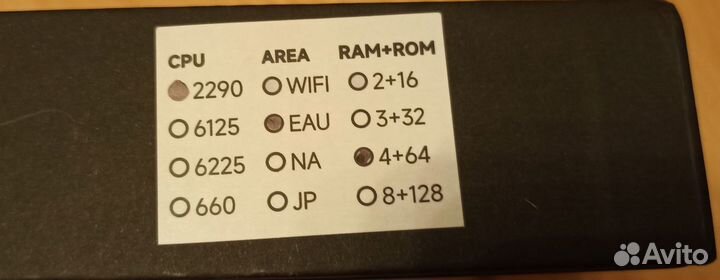 CPU AREA RAM+ROM
2290 WIFI 2+16
6125 EAU 3+32
6225 NA 4+64
660 JP 8+128
Avito